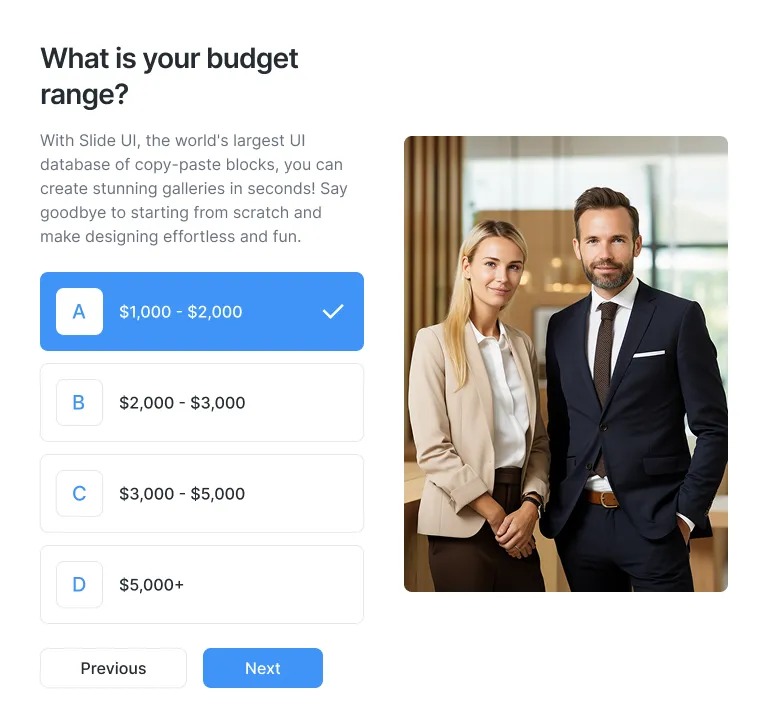 What is your budget
range?
With Slide UI, the world's largest UI
database of copy-paste blocks, you can
create stunning galleries in seconds! Say
goodbye to starting from scratch and
make designing effortless and fun.
A $1,000 - $2,000
B $2,000 - $3,000
C $3,000 - $5,000
D $5,000+
Previous Next